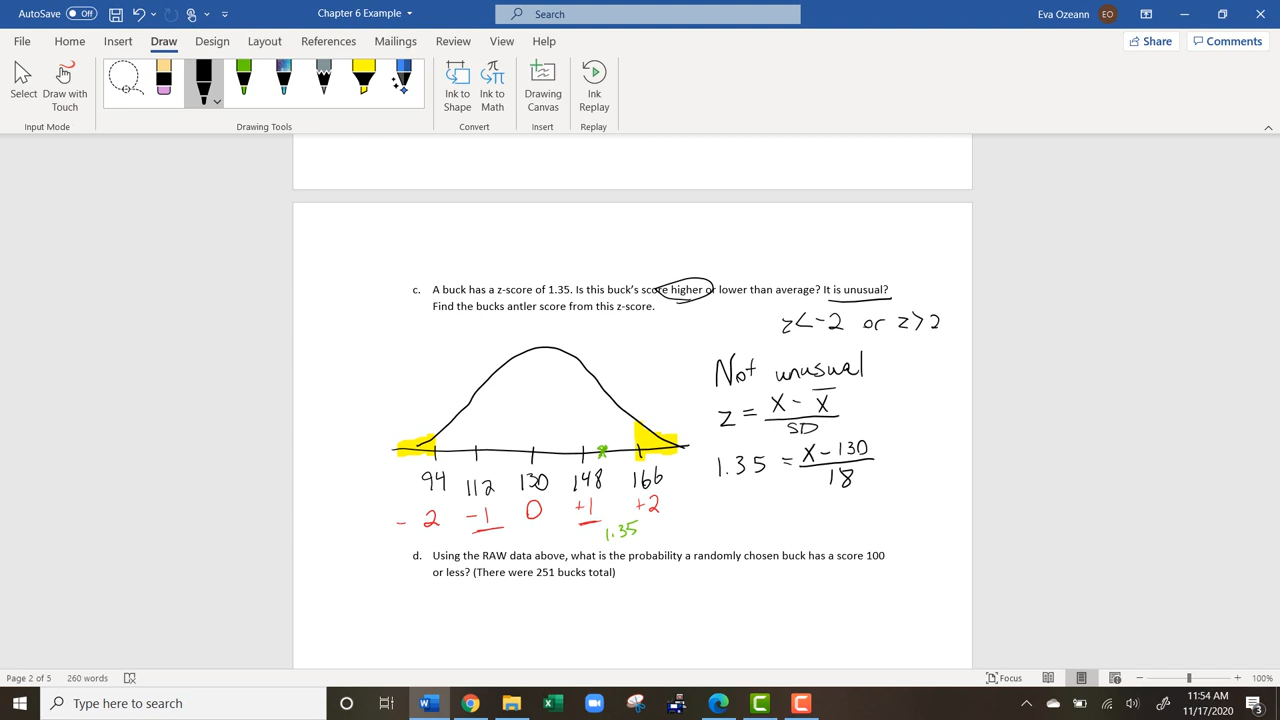 AutoSave Off
Chapter 6 Example
Search
Eva Ozeann EO
File Home Insert Draw Design Layout References Mailings Review View Help Share Comments
Select
Draw with Touch
Ink to Shape
Ink to Math
Drawing Canvas
Ink Replay
Input Mode
Drawing Tools
Convert
Insert
Replay
c. A buck has a z-score of 1.35. Is this buck's score higher or lower than average? It is unusual?
Find the bucks antler score from this z-score.
z<-2 or z>2
Not unusual
z = x - x̅ / SD
1.35 = x - 130 / 18
94 112 130 148 166
-2 -1 0 +1 +2
1.35
d. Using the RAW data above, what is the probability a randomly chosen buck has a score 100
or less? (There were 251 bucks total)
Page 2 of 5 260 words Focus 100%
Type here to search
11:54 AM
11/17/2020
3